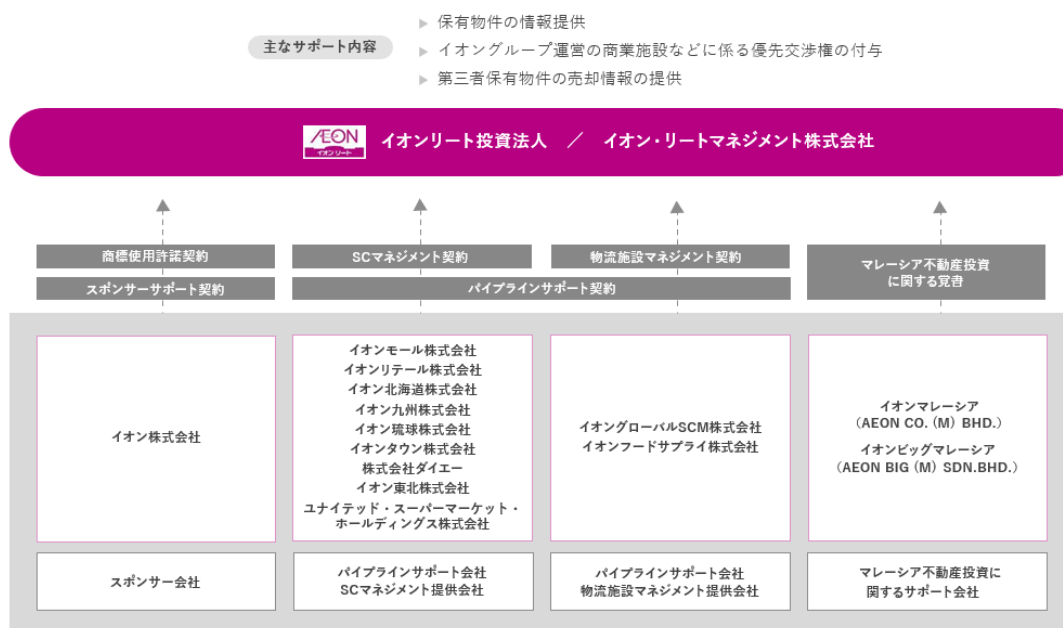 主なサポート内容
保有物件の情報提供
イオングループ運営の商業施設などに係る優先交渉権の付与
第三者保有物件の売却情報の提供
AEON
イオン リート
イオンリート投資法人 ／ イオン・リートマネジメント株式会社
商標使用許諾契約
スポンサーサポート契約
SCマネジメント契約
物流施設マネジメント契約
パイプラインサポート契約
マレーシア不動産投資
に関する覚書
イオン株式会社
イオンモール株式会社
イオンリテール株式会社
イオン北海道株式会社
イオン九州株式会社
イオン琉球株式会社
イオンタウン株式会社
株式会社ダイエー
イオン東北株式会社
ユナイテッド・スーパーマーケット・
ホールディングス株式会社
イオングローバルSCM株式会社
イオンフードサプライ株式会社
イオンマレーシア
（AEON CO. (M) BHD.）
イオンビッグマレーシア
（AEON BIG (M) SDN.BHD.）
スポンサー会社
パイプラインサポート会社
SCマネジメント提供会社
パイプラインサポート会社
物流施設マネジメント提供会社
マレーシア不動産投資に
関するサポート会社